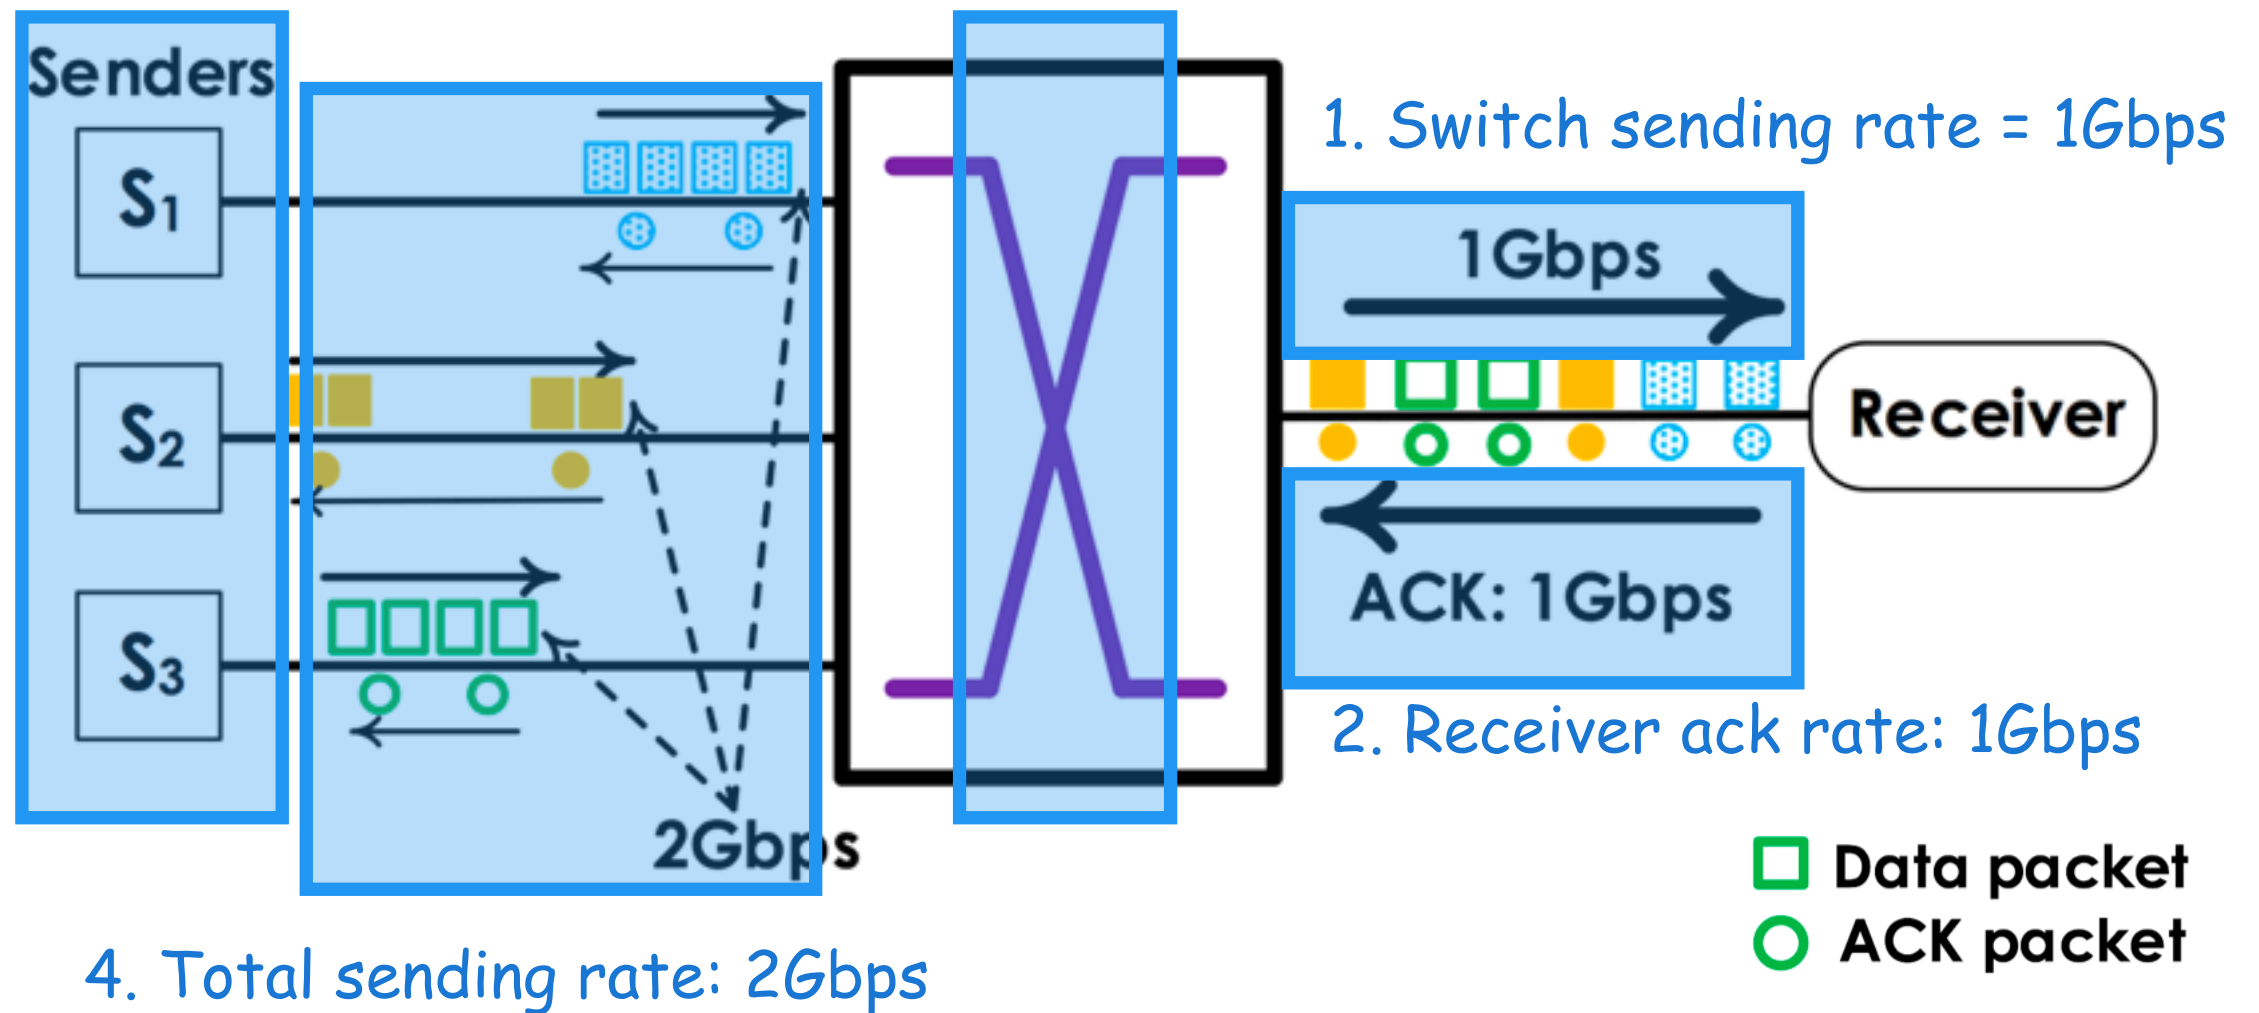 Senders
S1
S2
S3
2Gbps
1. Switch sending rate = 1Gbps
1Gbps
Receiver
ACK: 1Gbps
2. Receiver ack rate: 1Gbps
Data packet
ACK packet
4. Total sending rate: 2Gbps